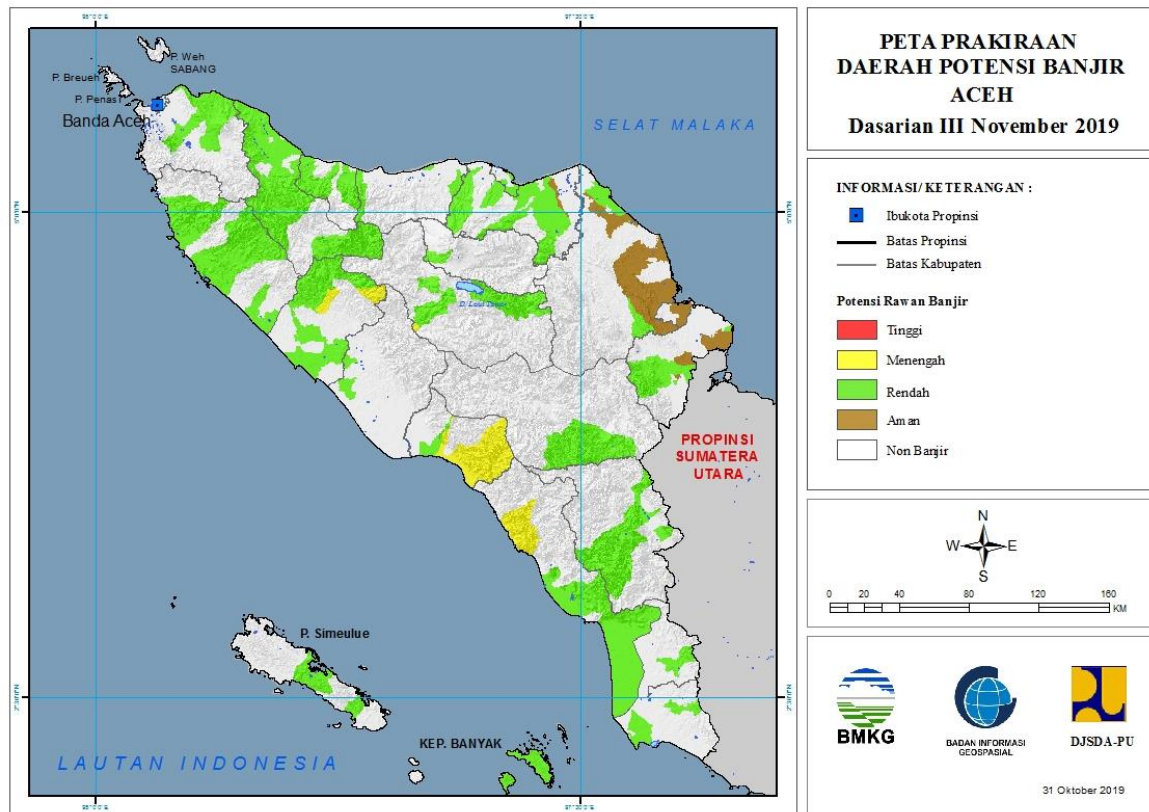 P. Weh
SABANG
P. Breueh
Banda Aceh
SELAT MALAKA
PROPINSI
SUMATERA
UTARA
P. Simeulue
KEP. BANYAK
LAUTAN INDONESIA
PETA PRAKIRAAN
DAERAH POTENSI BANJIR
ACEH
Dasarian III November 2019
INFORMASI/ KETERANGAN :
Ibukota Propinsi
Batas Propinsi
Batas Kabupaten
Potensi Rawan Banjir
Tinggi
Menengah
Rendah
Aman
Non Banjir
N
W E
S
0 20 40 80 120 160
KM
BMKG
BADAN INFORMASI
GEOSPASIAL
DJSDA-PU
31 Oktober 2019